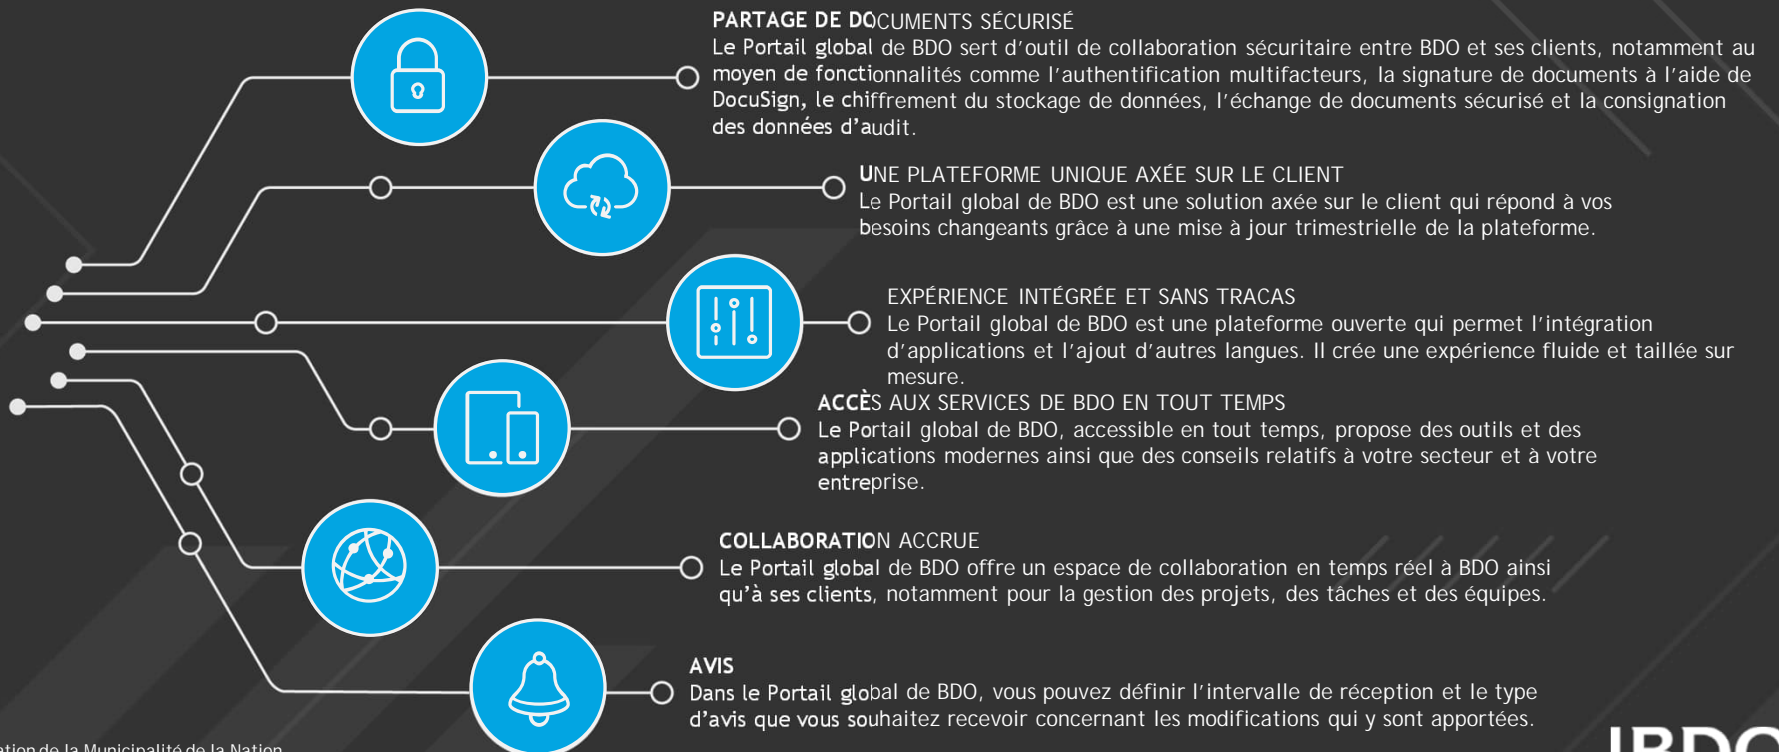 PARTAGE DE DOCUMENTS SÉCURISÉ
Le Portail global de BDO sert d’outil de collaboration sécuritaire entre BDO et ses clients, notamment au
moyen de fonctionnalités comme l’authentification multifacteurs, la signature de documents à l’aide de
DocuSign, le chiffrement du stockage de données, l’échange de documents sécurisé et la consignation
des données d’audit.
UNE PLATEFORME UNIQUE AXÉE SUR LE CLIENT
Le Portail global de BDO est une solution axée sur le client qui répond à vos
besoins changeants grâce à une mise à jour trimestrielle de la plateforme.
EXPÉRIENCE INTÉGRÉE ET SANS TRACAS
Le Portail global de BDO est une plateforme ouverte qui permet l’intégration
d’applications et l’ajout d’autres langues. Il crée une expérience fluide et taillée sur
mesure.
ACCÈS AUX SERVICES DE BDO EN TOUT TEMPS
Le Portail global de BDO, accessible en tout temps, propose des outils et des
applications modernes ainsi que des conseils relatifs à votre secteur et à votre
entreprise.
COLLABORATION ACCRUE
Le Portail global de BDO offre un espace de collaboration en temps réel à BDO ainsi
qu’à ses clients, notamment pour la gestion des projets, des tâches et des équipes.
AVIS
Dans le Portail global de BDO, vous pouvez définir l’intervalle de réception et le type
d’avis que vous souhaitez recevoir concernant les modifications qui y sont apportées.
de la Municipalité de la Nation
BDO